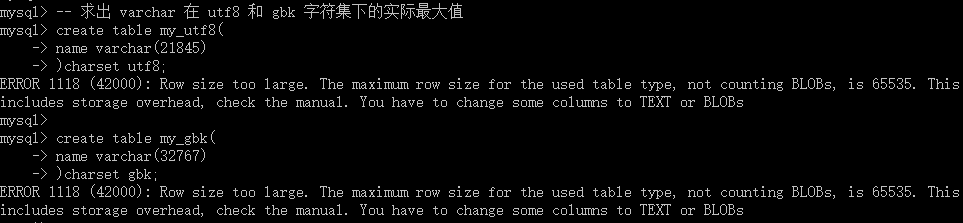 mysql> -- 求出 varchar 在 utf8 和 gbk 字符集下的实际最大值
mysql> create table my_utf8(
    -> name varchar(21845)
    -> )charset utf8;
ERROR 1118 (42000): Row size too large. The maximum row size for the used table type, not counting BLOBs, is 65535. This
includes storage overhead, check the manual. You have to change some columns to TEXT or BLOBs
mysql>
mysql> create table my_gbk(
    -> name varchar(32767)
    -> )charset gbk;
ERROR 1118 (42000): Row size too large. The maximum row size for the used table type, not counting BLOBs, is 65535. This
includes storage overhead, check the manual. You have to change some columns to TEXT or BLOBs